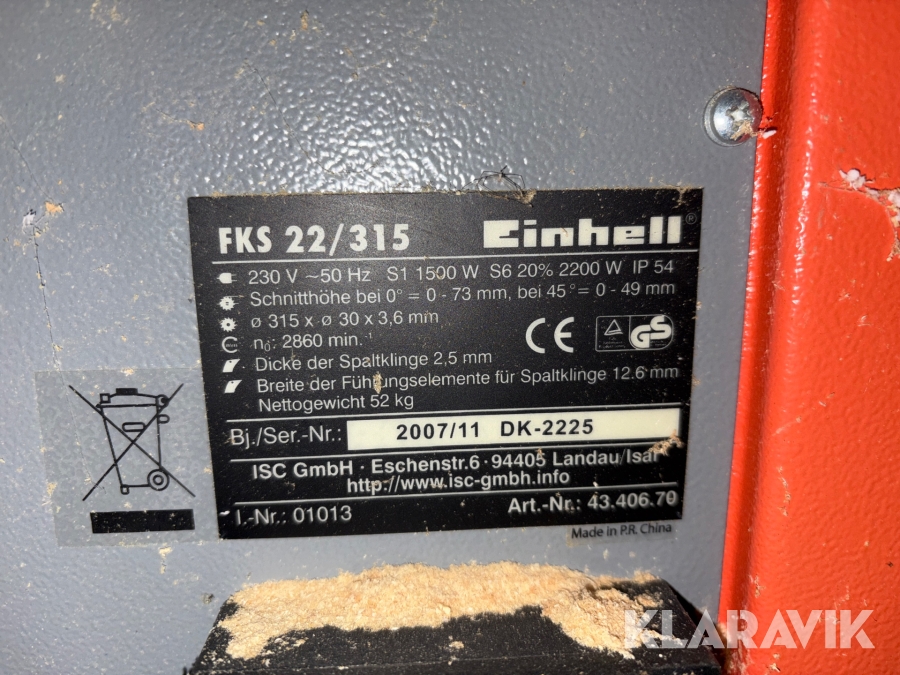 FKS 22/315 Einhell®
230 V ~50 Hz S1 1500 W S6 20% 2200 W IP 54
Schnitthöhe bei 0° = 0 - 73 mm, bei 45° = 0 - 49 mm
ø 315 x ø 30 x 3,6 mm
n₀: 2860 min.⁻¹
CE GS
Dicke der Spaltklinge 2,5 mm
Breite der Führungselemente für Spaltklinge 12.6 mm
Nettogewicht 52 kg
Bj./Ser.-Nr.: 2007/11 DK-2225
ISC GmbH · Eschenstr.6 · 94405 Landau/Isar
http://www.isc-gmbh.info
I.-Nr.: 01013 Art.-Nr.: 43.406.70
Made in P.R. China
KLARAVIK